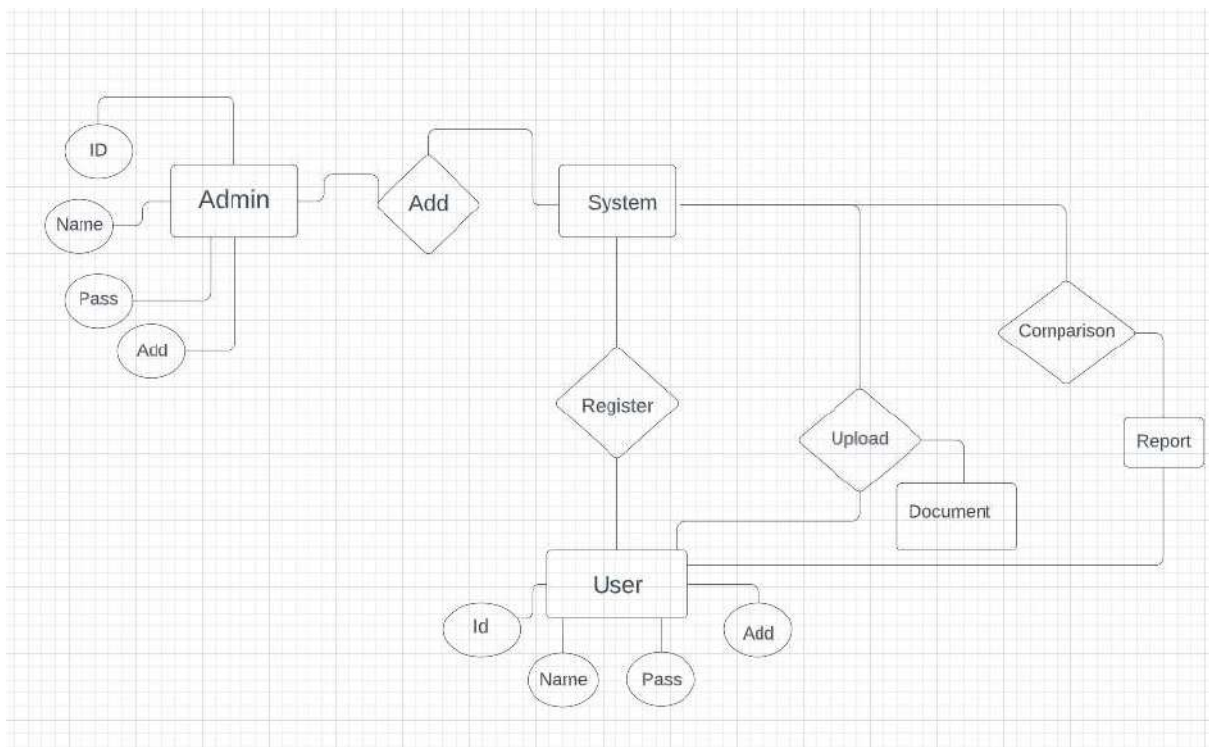 ID
Admin
Add
System
Name
Pass
Add
Comparison
Register
Upload
Report
Document
User
Id
Add
Name
Pass